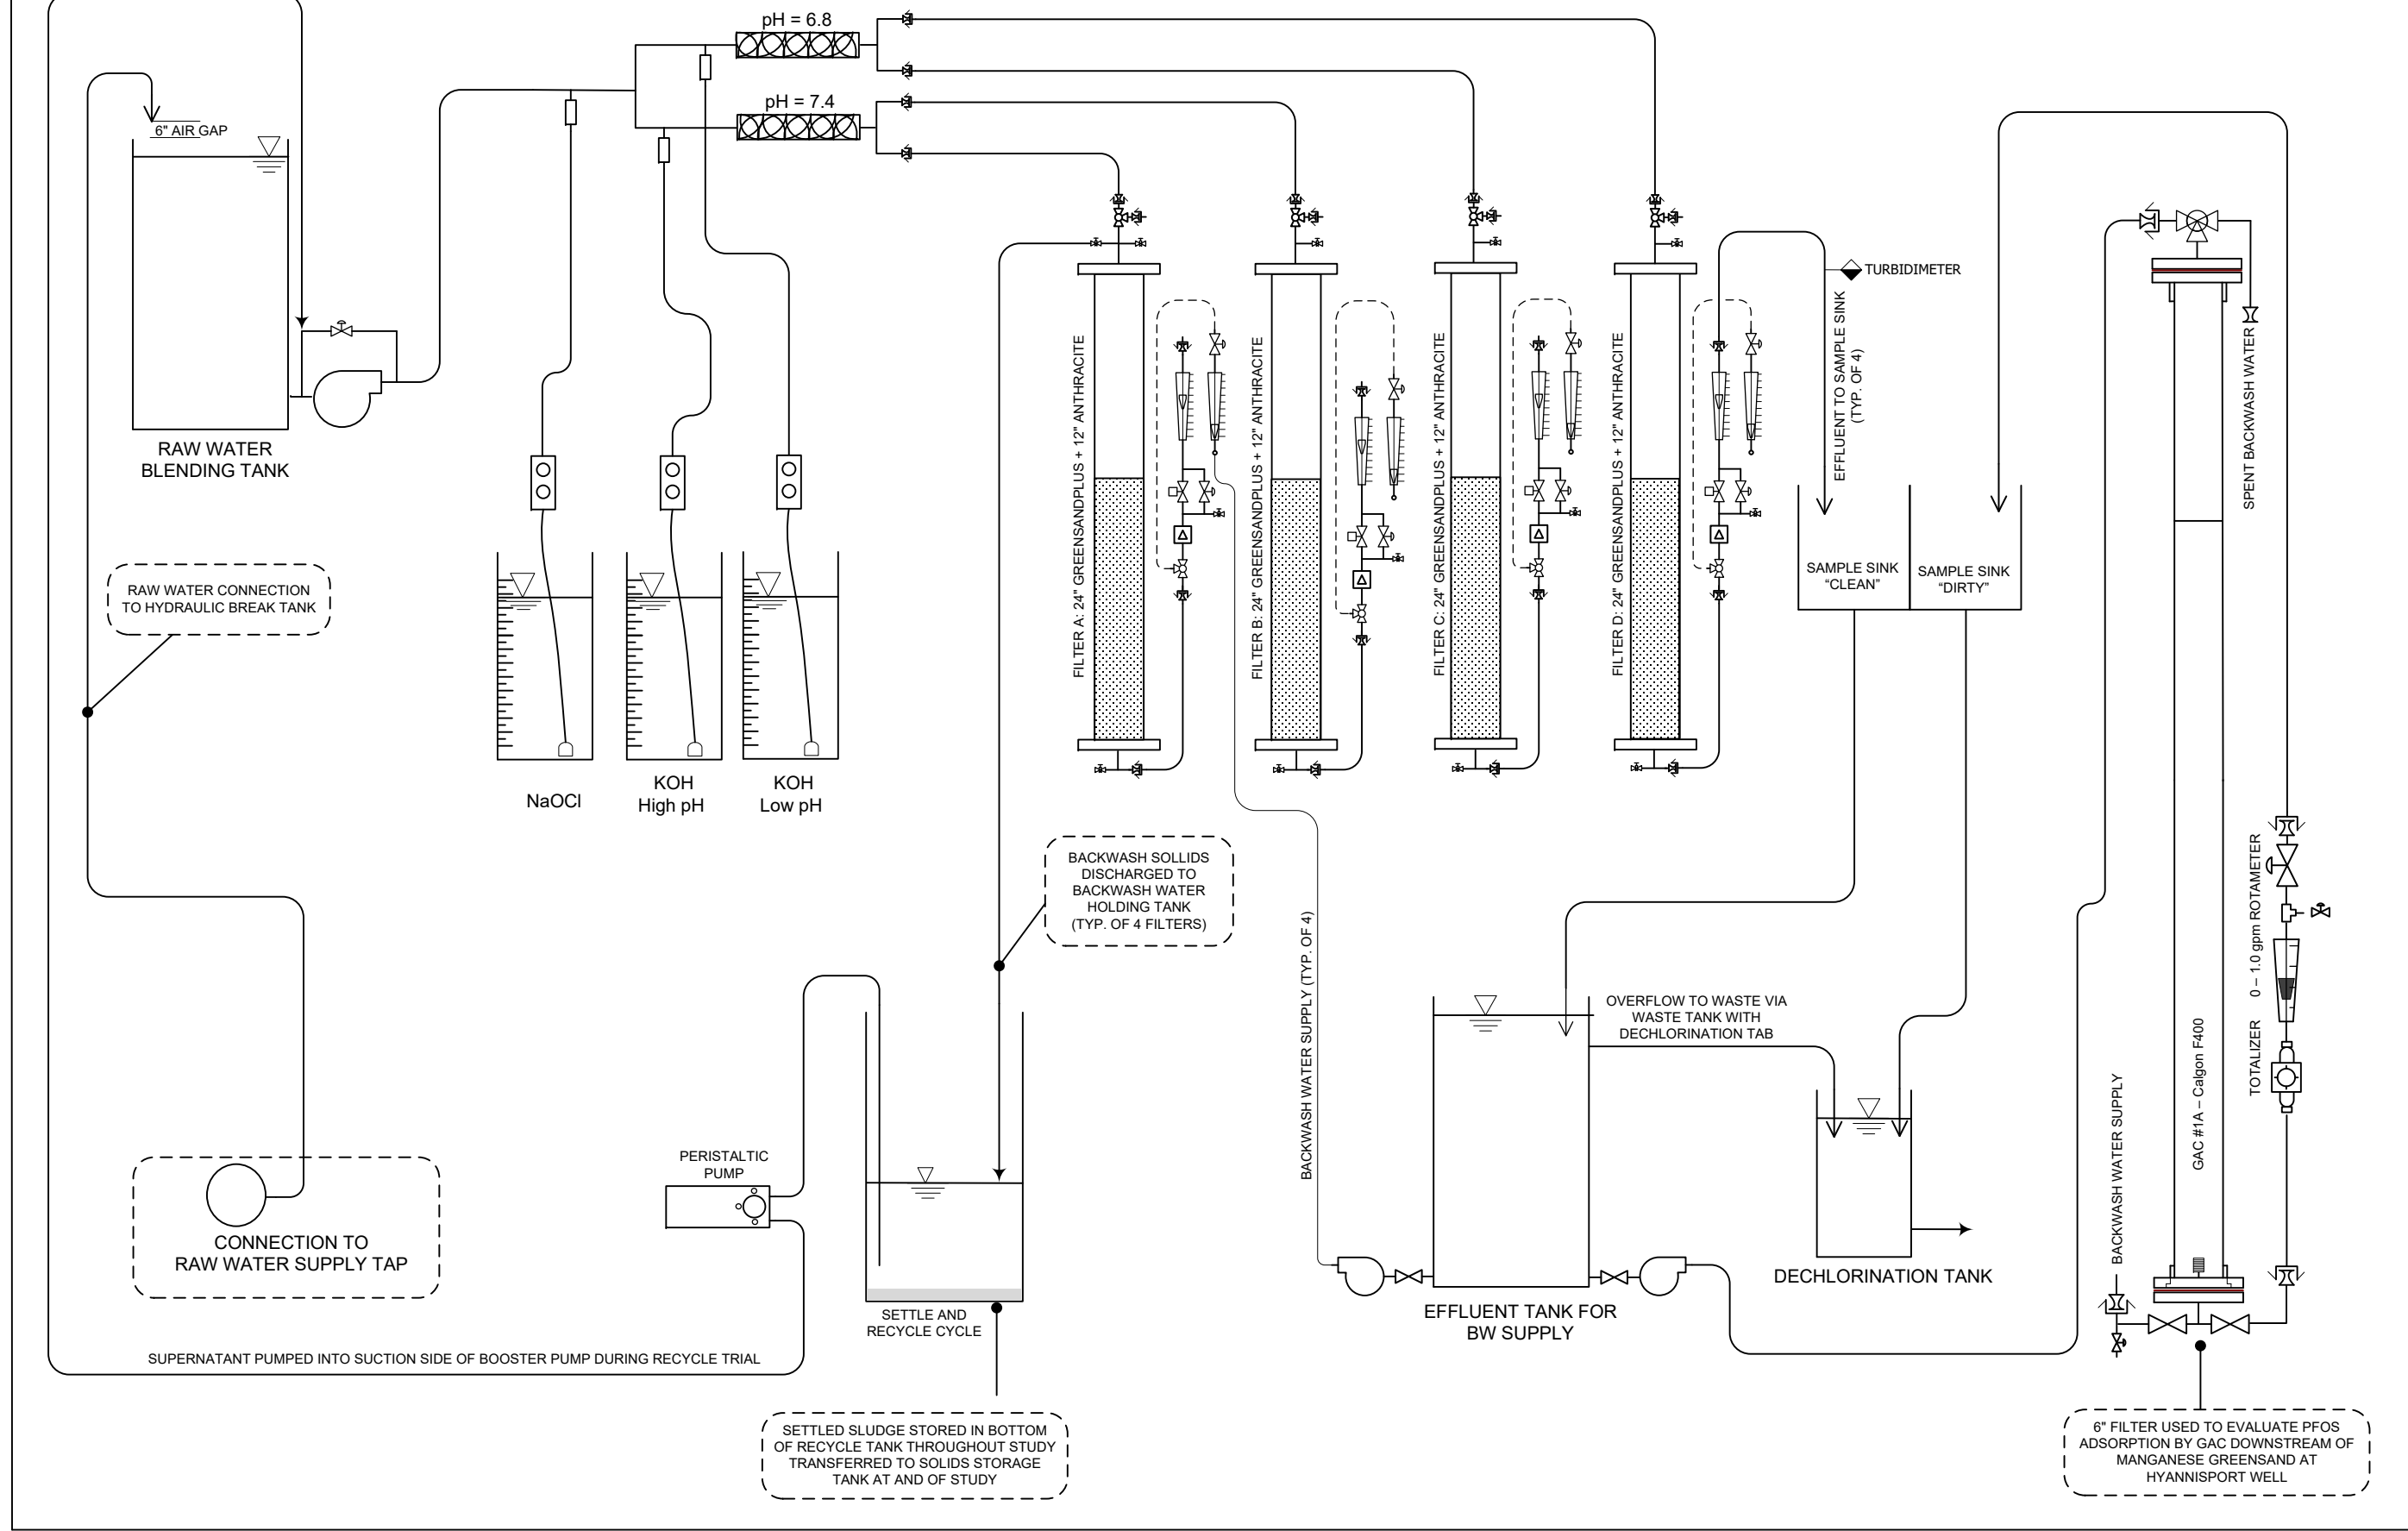 pH = 6.8
pH = 7.4
6" AIR GAP
RAW WATER
BLENDING TANK
RAW WATER CONNECTION
TO HYDRAULIC BREAK TANK
NaOCl
KOH
High pH
KOH
Low pH
FILTER A: 24" GREENSANDPLUS + 12" ANTHRACITE
FILTER B: 24" GREENSANDPLUS + 12" ANTHRACITE
FILTER C: 24" GREENSANDPLUS + 12" ANTHRACITE
FILTER D: 24" GREENSANDPLUS + 12" ANTHRACITE
TURBIDIMETER
EFFLUENT TO SAMPLE SINK
(TYP. OF 4)
SAMPLE SINK
“CLEAN”
SAMPLE SINK
“DIRTY”
SPENT BACKWASH WATER
BACKWASH SOLLIDS
DISCHARGED TO
BACKWASH WATER
HOLDING TANK
(TYP. OF 4 FILTERS)
BACKWASH WATER SUPPLY (TYP. OF 4)
OVERFLOW TO WASTE VIA
WASTE TANK WITH
DECHLORINATION TAB
TOTALIZER 0 – 1.0 gpm ROTAMETER
GAC #1A – Calgon F400
BACKWASH WATER SUPPLY
PERISTALTIC
PUMP
CONNECTION TO
RAW WATER SUPPLY TAP
SETTLE AND
RECYCLE CYCLE
EFFLUENT TANK FOR
BW SUPPLY
DECHLORINATION TANK
SUPERNATANT PUMPED INTO SUCTION SIDE OF BOOSTER PUMP DURING RECYCLE TRIAL
SETTLED SLUDGE STORED IN BOTTOM
OF RECYCLE TANK THROUGHOUT STUDY
TRANSFERRED TO SOLIDS STORAGE
TANK AT AND OF STUDY
6" FILTER USED TO EVALUATE PFOS
ADSORPTION BY GAC DOWNSTREAM OF
MANGANESE GREENSAND AT
HYANNISPORT WELL